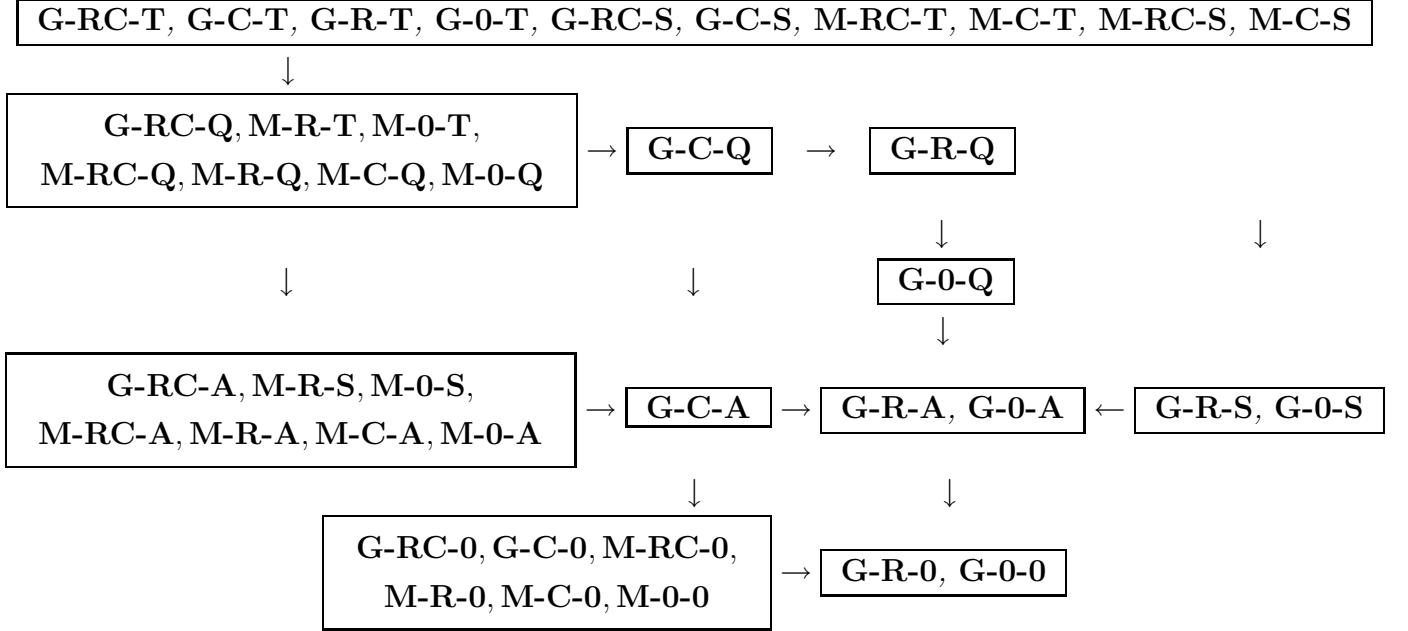 G-RC-T, G-C-T, G-R-T, G-0-T, G-RC-S, G-C-S, M-RC-T, M-C-T, M-RC-S, M-C-S
↓
G-RC-Q, M-R-T, M-0-T,
M-RC-Q, M-R-Q, M-C-Q, M-0-Q
→ G-C-Q → G-R-Q
↓ ↓
G-0-Q
↓ ↓
↓
G-RC-A, M-R-S, M-0-S,
M-RC-A, M-R-A, M-C-A, M-0-A
→ G-C-A → G-R-A, G-0-A ← G-R-S, G-0-S
↓ ↓
G-RC-0, G-C-0, M-RC-0,
M-R-0, M-C-0, M-0-0
→ G-R-0, G-0-0